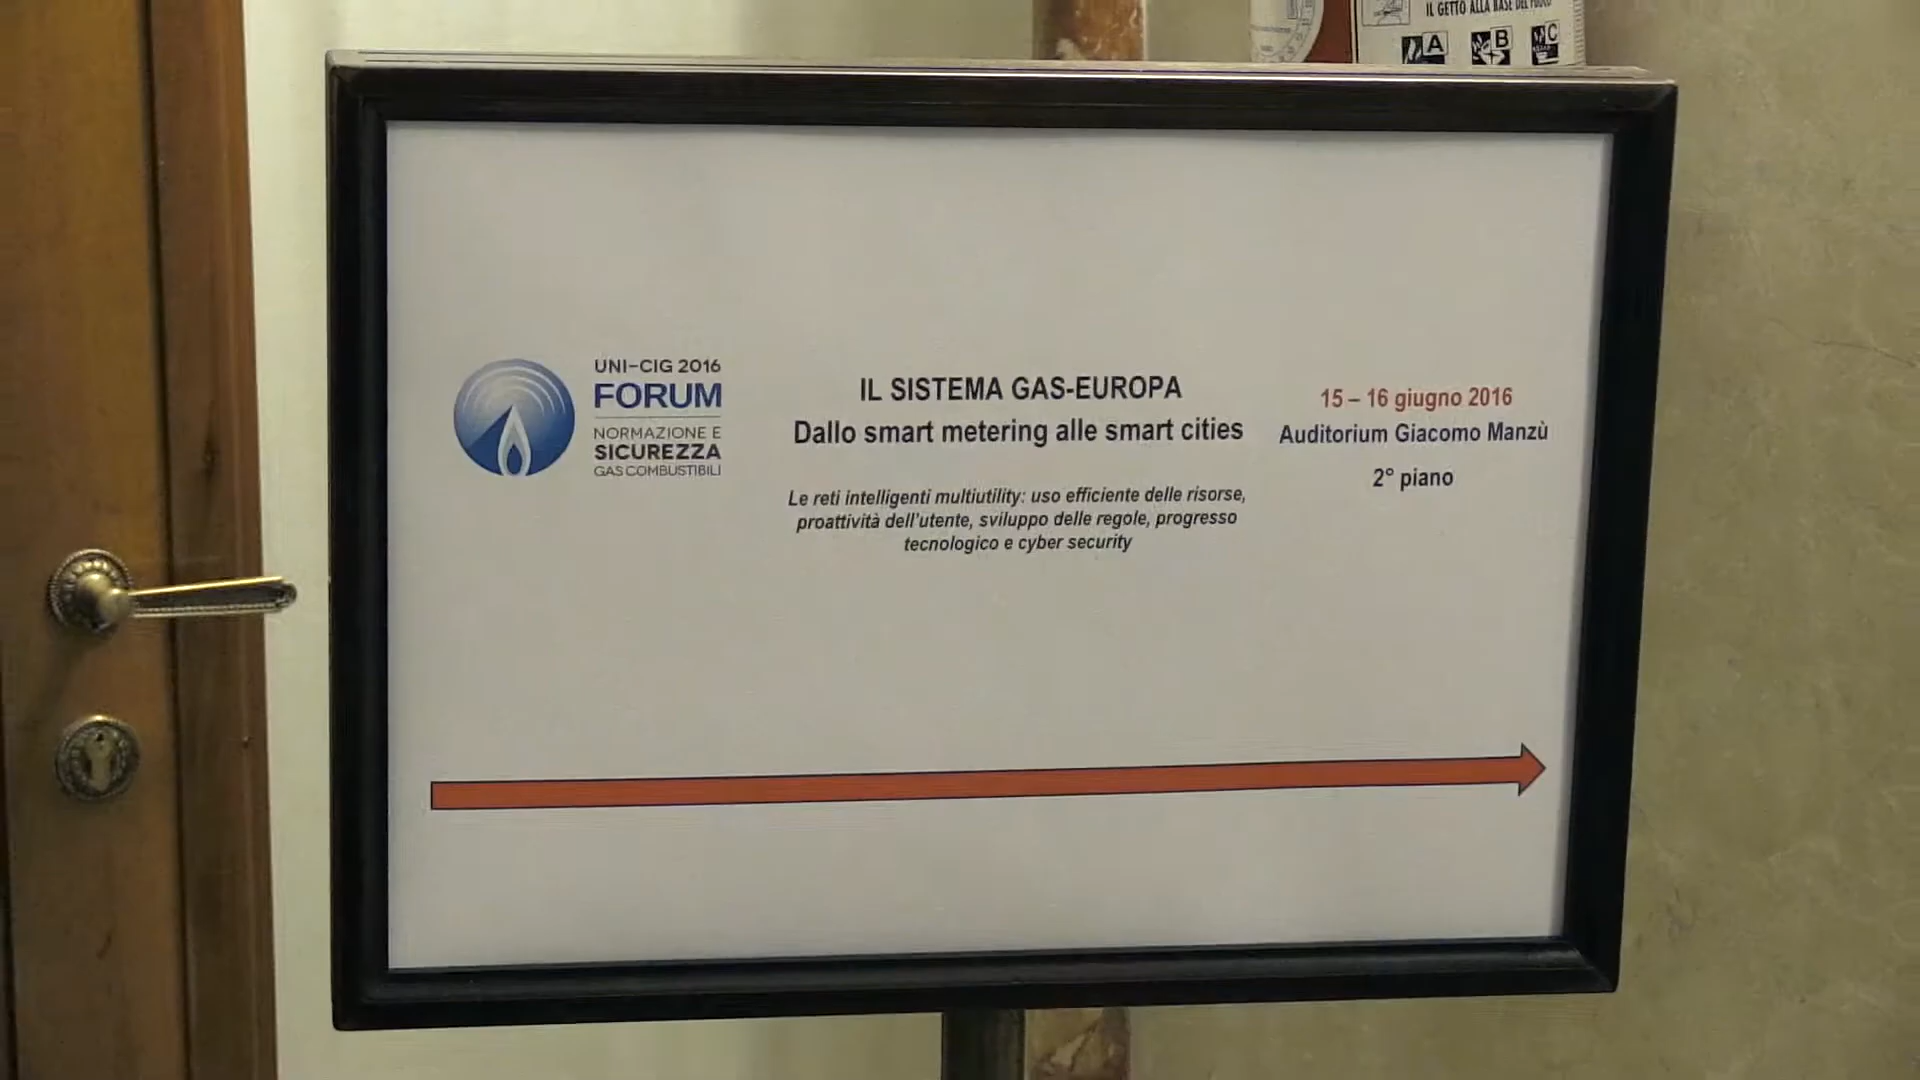 IL GETTO ALLA BASE DEL FUOCO
A B C
UNI-CIG 2016
FORUM
NORMAZIONE E
SICUREZZA
GAS COMBUSTIBILI
IL SISTEMA GAS-EUROPA
Dallo smart metering alle smart cities
Le reti intelligenti multiutility: uso efficiente delle risorse,
proattività dell'utente, sviluppo delle regole, progresso
tecnologico e cyber security
15 – 16 giugno 2016
Auditorium Giacomo Manzù
2° piano